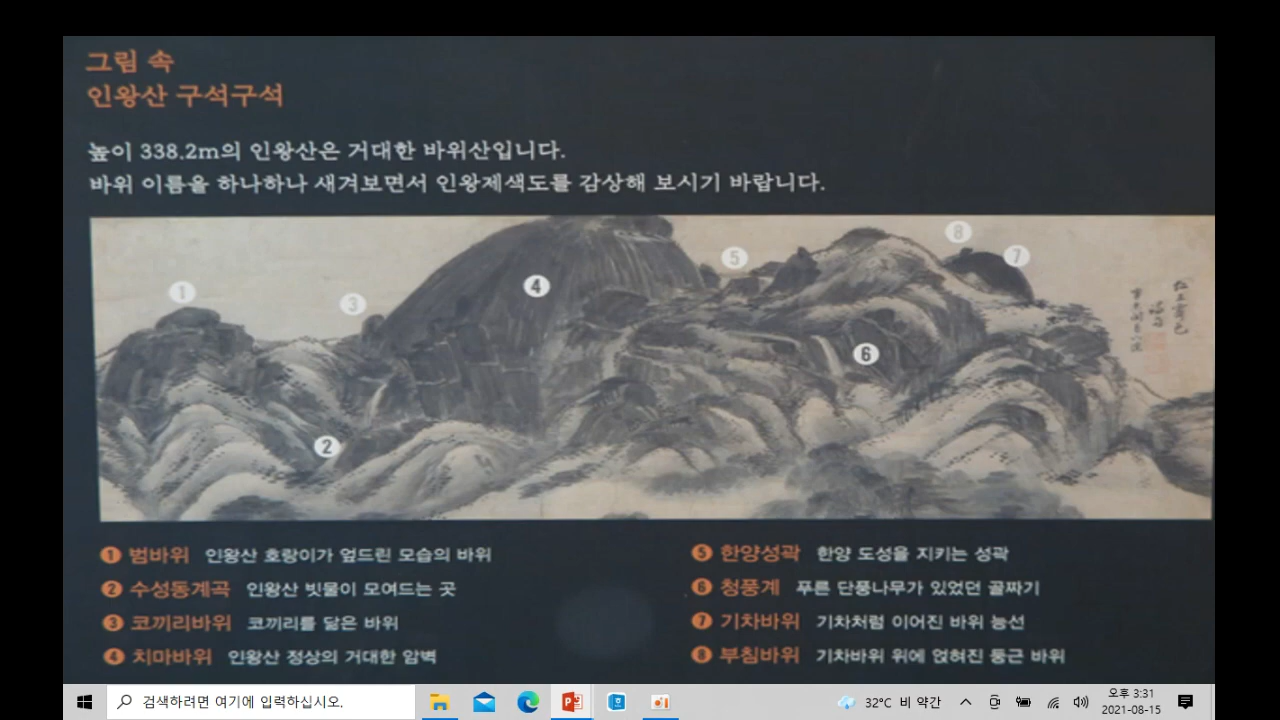 그림 속
인왕산 구석구석
높이 338.2m의 인왕산은 거대한 바위산입니다.
바위 이름을 하나하나 새겨보면서 인왕제색도를 감상해 보시기 바랍니다.
1
3
4
5
8
7
6
2
1 범바위 인왕산 호랑이가 엎드린 모습의 바위
2 수성동계곡 인왕산 빗물이 모여드는 곳
3 코끼리바위 코끼리를 닮은 바위
4 치마바위 인왕산 정상의 거대한 암벽
5 한양성곽 한양 도성을 지키는 성곽
6 청풍계 푸른 단풍나무가 있었던 골짜기
7 기차바위 기차처럼 이어진 바위 능선
8 부침바위 기차바위 위에 얹혀진 둥근 바위
검색하려면 여기에 입력하십시오.
32°C 비 약간
오후 3:31
2021-08-15